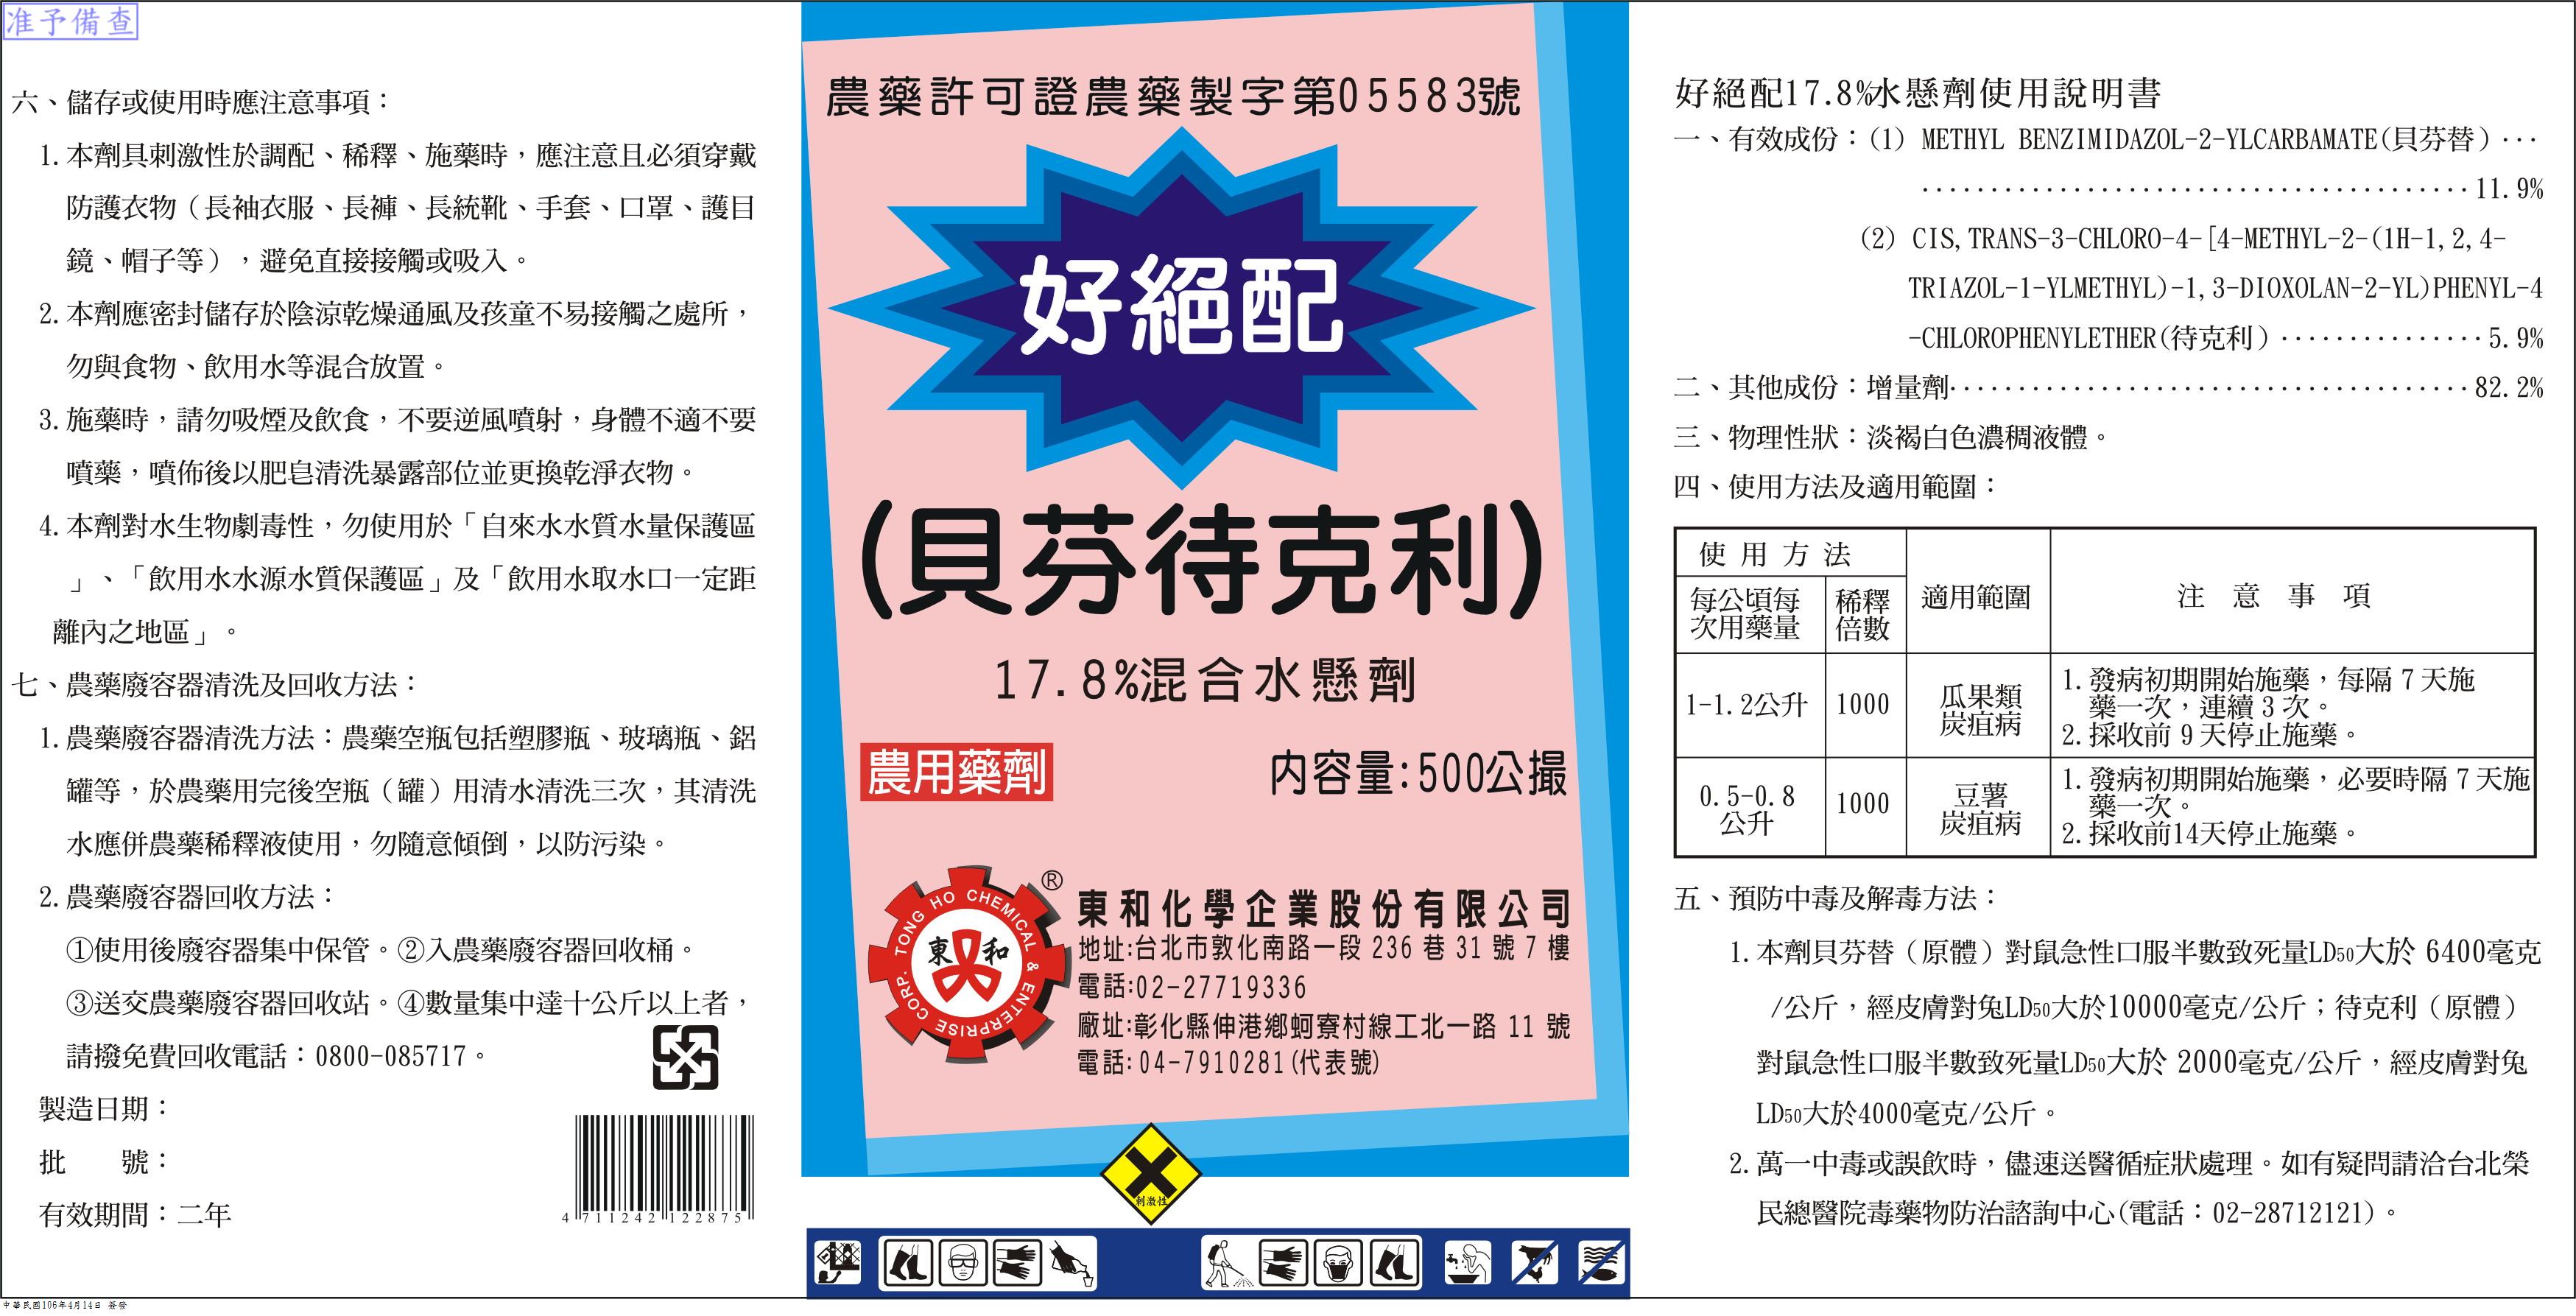 准予備查
六、儲存或使用時應注意事項：
1.本劑具刺激性於調配、稀釋、施藥時，應注意且必須穿戴
防護衣物（長袖衣服、長褲、長統靴、手套、口罩、護目
鏡、帽子等），避免直接接觸或吸入。
2.本劑應密封儲存於陰涼乾燥通風及孩童不易接觸之處所，
勿與食物、飲用水等混合放置。
3.施藥時，請勿吸煙及飲食，不要逆風噴射，身體不適不要
噴藥，噴佈後以肥皂清洗暴露部位並更換乾淨衣物。
4.本劑對水生物劇毒性，勿使用於「自來水水質水量保護區
」、「飲用水水源水質保護區」及「飲用水取水口一定距
離內之地區」。
七、農藥廢容器清洗及回收方法：
1.農藥廢容器清洗方法：農藥空瓶包括塑膠瓶、玻璃瓶、鋁
罐等，於農藥用完後空瓶（罐）用清水清洗三次，其清洗
水應併農藥稀釋液使用，勿隨意傾倒，以防污染。
2.農藥廢容器回收方法：
①使用後廢容器集中保管。②入農藥廢容器回收桶。
③送交農藥廢容器回收站。④數量集中達十公斤以上者，
請撥免費回收電話：0800-085717。
製造日期：
批　　號：
有效期間：二年
4 711242 122875
農藥許可證農藥製字第05583號
好絕配
(貝芬待克利)
17.8%混合水懸劑
農用藥劑
內容量:500公撮
TONG HO CHEMICAL & ENTERPRISE CORP.
東和
®
東和化學企業股份有限公司
地址:台北市敦化南路一段 236 巷 31 號 7 樓
電話:02-27719336
廠址:彰化縣伸港鄉蚵寮村線工北一路 11 號
電話:04-7910281(代表號)
刺激性
好絕配17.8%水懸劑使用說明書
一、有效成份：(1) METHYL BENZIMIDAZOL-2-YLCARBAMATE(貝芬替)···
········································11.9%
(2) CIS,TRANS-3-CHLORO-4-[4-METHYL-2-(1H-1,2,4-
TRIAZOL-1-YLMETHYL)-1,3-DIOXOLAN-2-YL)PHENYL-4
-CHLOROPHENYLETHER(待克利)···············5.9%
二、其他成份：增量劑······································82.2%
三、物理性狀：淡褐白色濃稠液體。
四、使用方法及適用範圍：
使用方法
每公頃每
次用藥量
稀釋
倍數
適用範圍
注意事項
1-1.2公升
1000
瓜果類
炭疽病
1.發病初期開始施藥，每隔 7 天施
藥一次，連續 3 次。
2.採收前 9 天停止施藥。
0.5-0.8
公升
1000
豆薯
炭疽病
1.發病初期開始施藥，必要時隔 7 天施
藥一次。
2.採收前14天停止施藥。
五、預防中毒及解毒方法：
1.本劑貝芬替（原體）對鼠急性口服半數致死量LD50大於 6400毫克
/公斤，經皮膚對兔LD50大於10000毫克/公斤；待克利（原體）
對鼠急性口服半數致死量LD50大於 2000毫克/公斤，經皮膚對兔
LD50大於4000毫克/公斤。
2.萬一中毒或誤飲時，儘速送醫循症狀處理。如有疑問請洽台北榮
民總醫院毒藥物防治諮詢中心(電話：02-28712121)。
中華民國106年4月14日 簽發